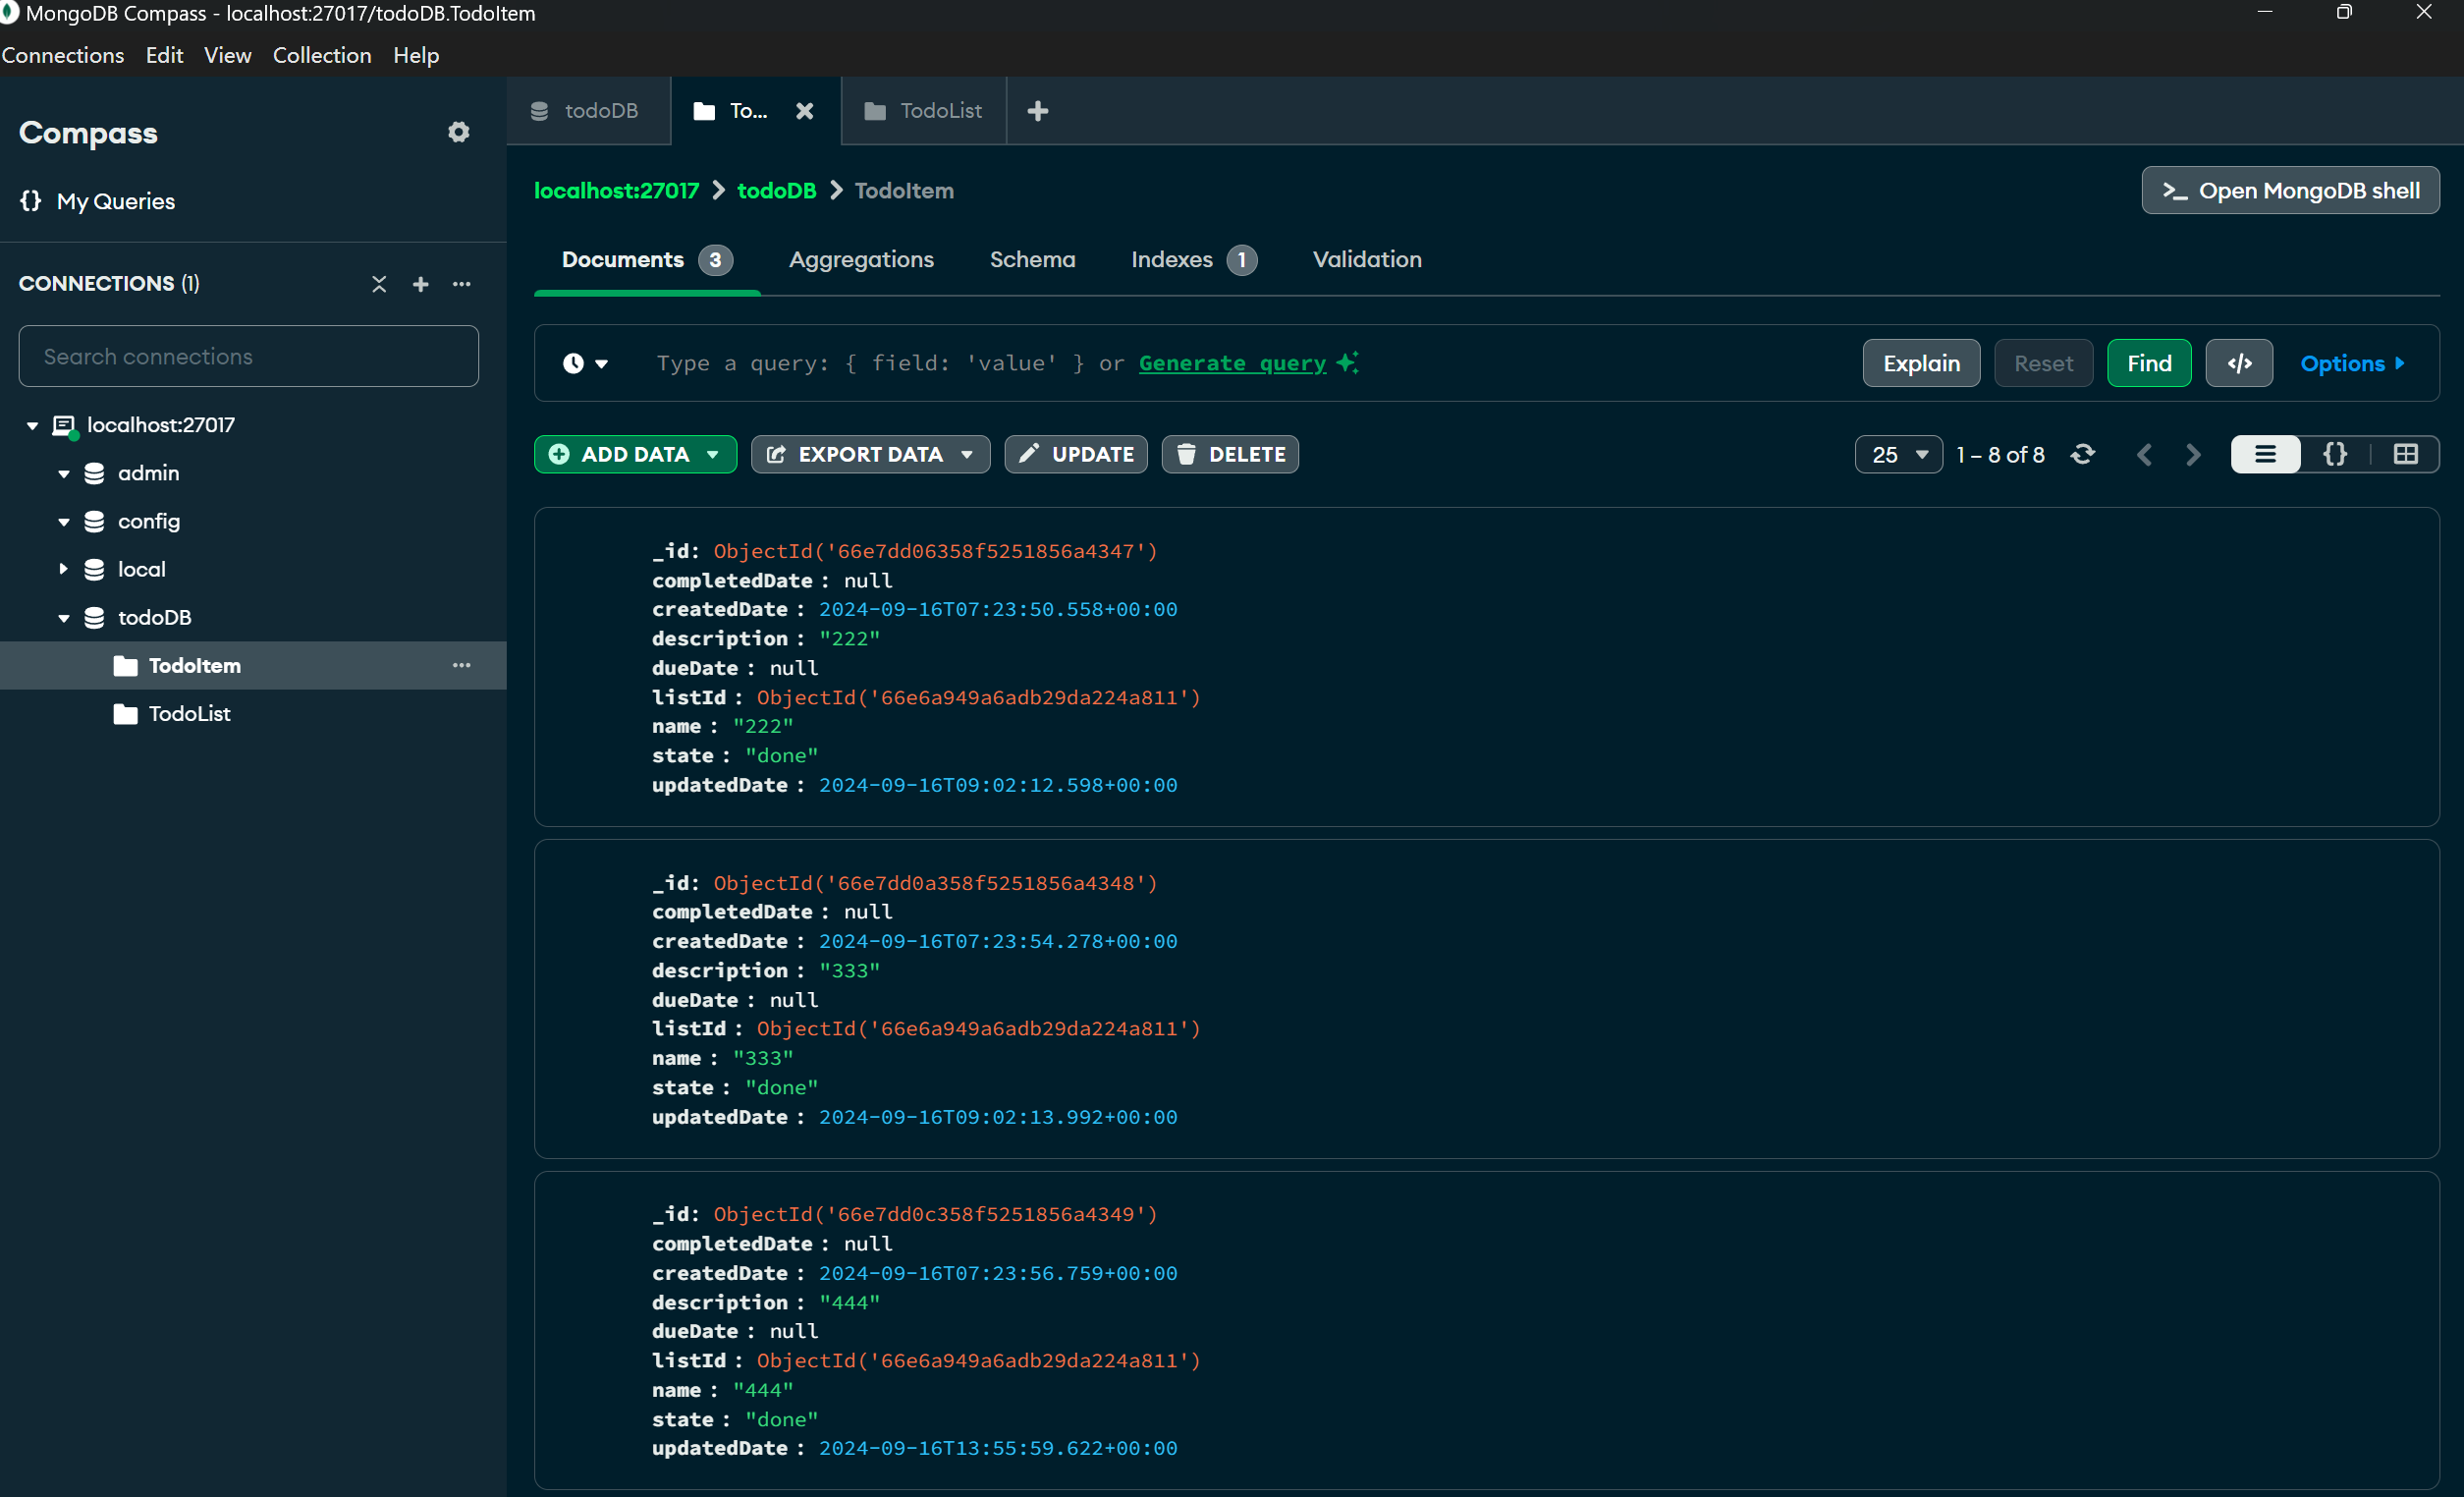 MongoDB Compass - localhost:27017/todoDB.TodoItem
Connections Edit View Collection Help
Compass
{} My Queries
CONNECTIONS (1)
Search connections
localhost:27017
admin
config
local
todoDB
TodoItem
TodoList
todoDB To... TodoList
localhost:27017 > todoDB > TodoItem
>_ Open MongoDB shell
Documents 3 Aggregations Schema Indexes 1 Validation
Type a query: { field: 'value' } or Generate query
Explain Reset Find </> Options
ADD DATA EXPORT DATA UPDATE DELETE
25 1 – 8 of 8 {}
_id: ObjectId('66e7dd06358f5251856a4347')
completedDate : null
createdDate : 2024-09-16T07:23:50.558+00:00
description : "222"
dueDate : null
listId : ObjectId('66e6a949a6adb29da224a811')
name : "222"
state : "done"
updatedDate : 2024-09-16T09:02:12.598+00:00
_id: ObjectId('66e7dd0a358f5251856a4348')
completedDate : null
createdDate : 2024-09-16T07:23:54.278+00:00
description : "333"
dueDate : null
listId : ObjectId('66e6a949a6adb29da224a811')
name : "333"
state : "done"
updatedDate : 2024-09-16T09:02:13.992+00:00
_id: ObjectId('66e7dd0c358f5251856a4349')
completedDate : null
createdDate : 2024-09-16T07:23:56.759+00:00
description : "444"
dueDate : null
listId : ObjectId('66e6a949a6adb29da224a811')
name : "444"
state : "done"
updatedDate : 2024-09-16T13:55:59.622+00:00